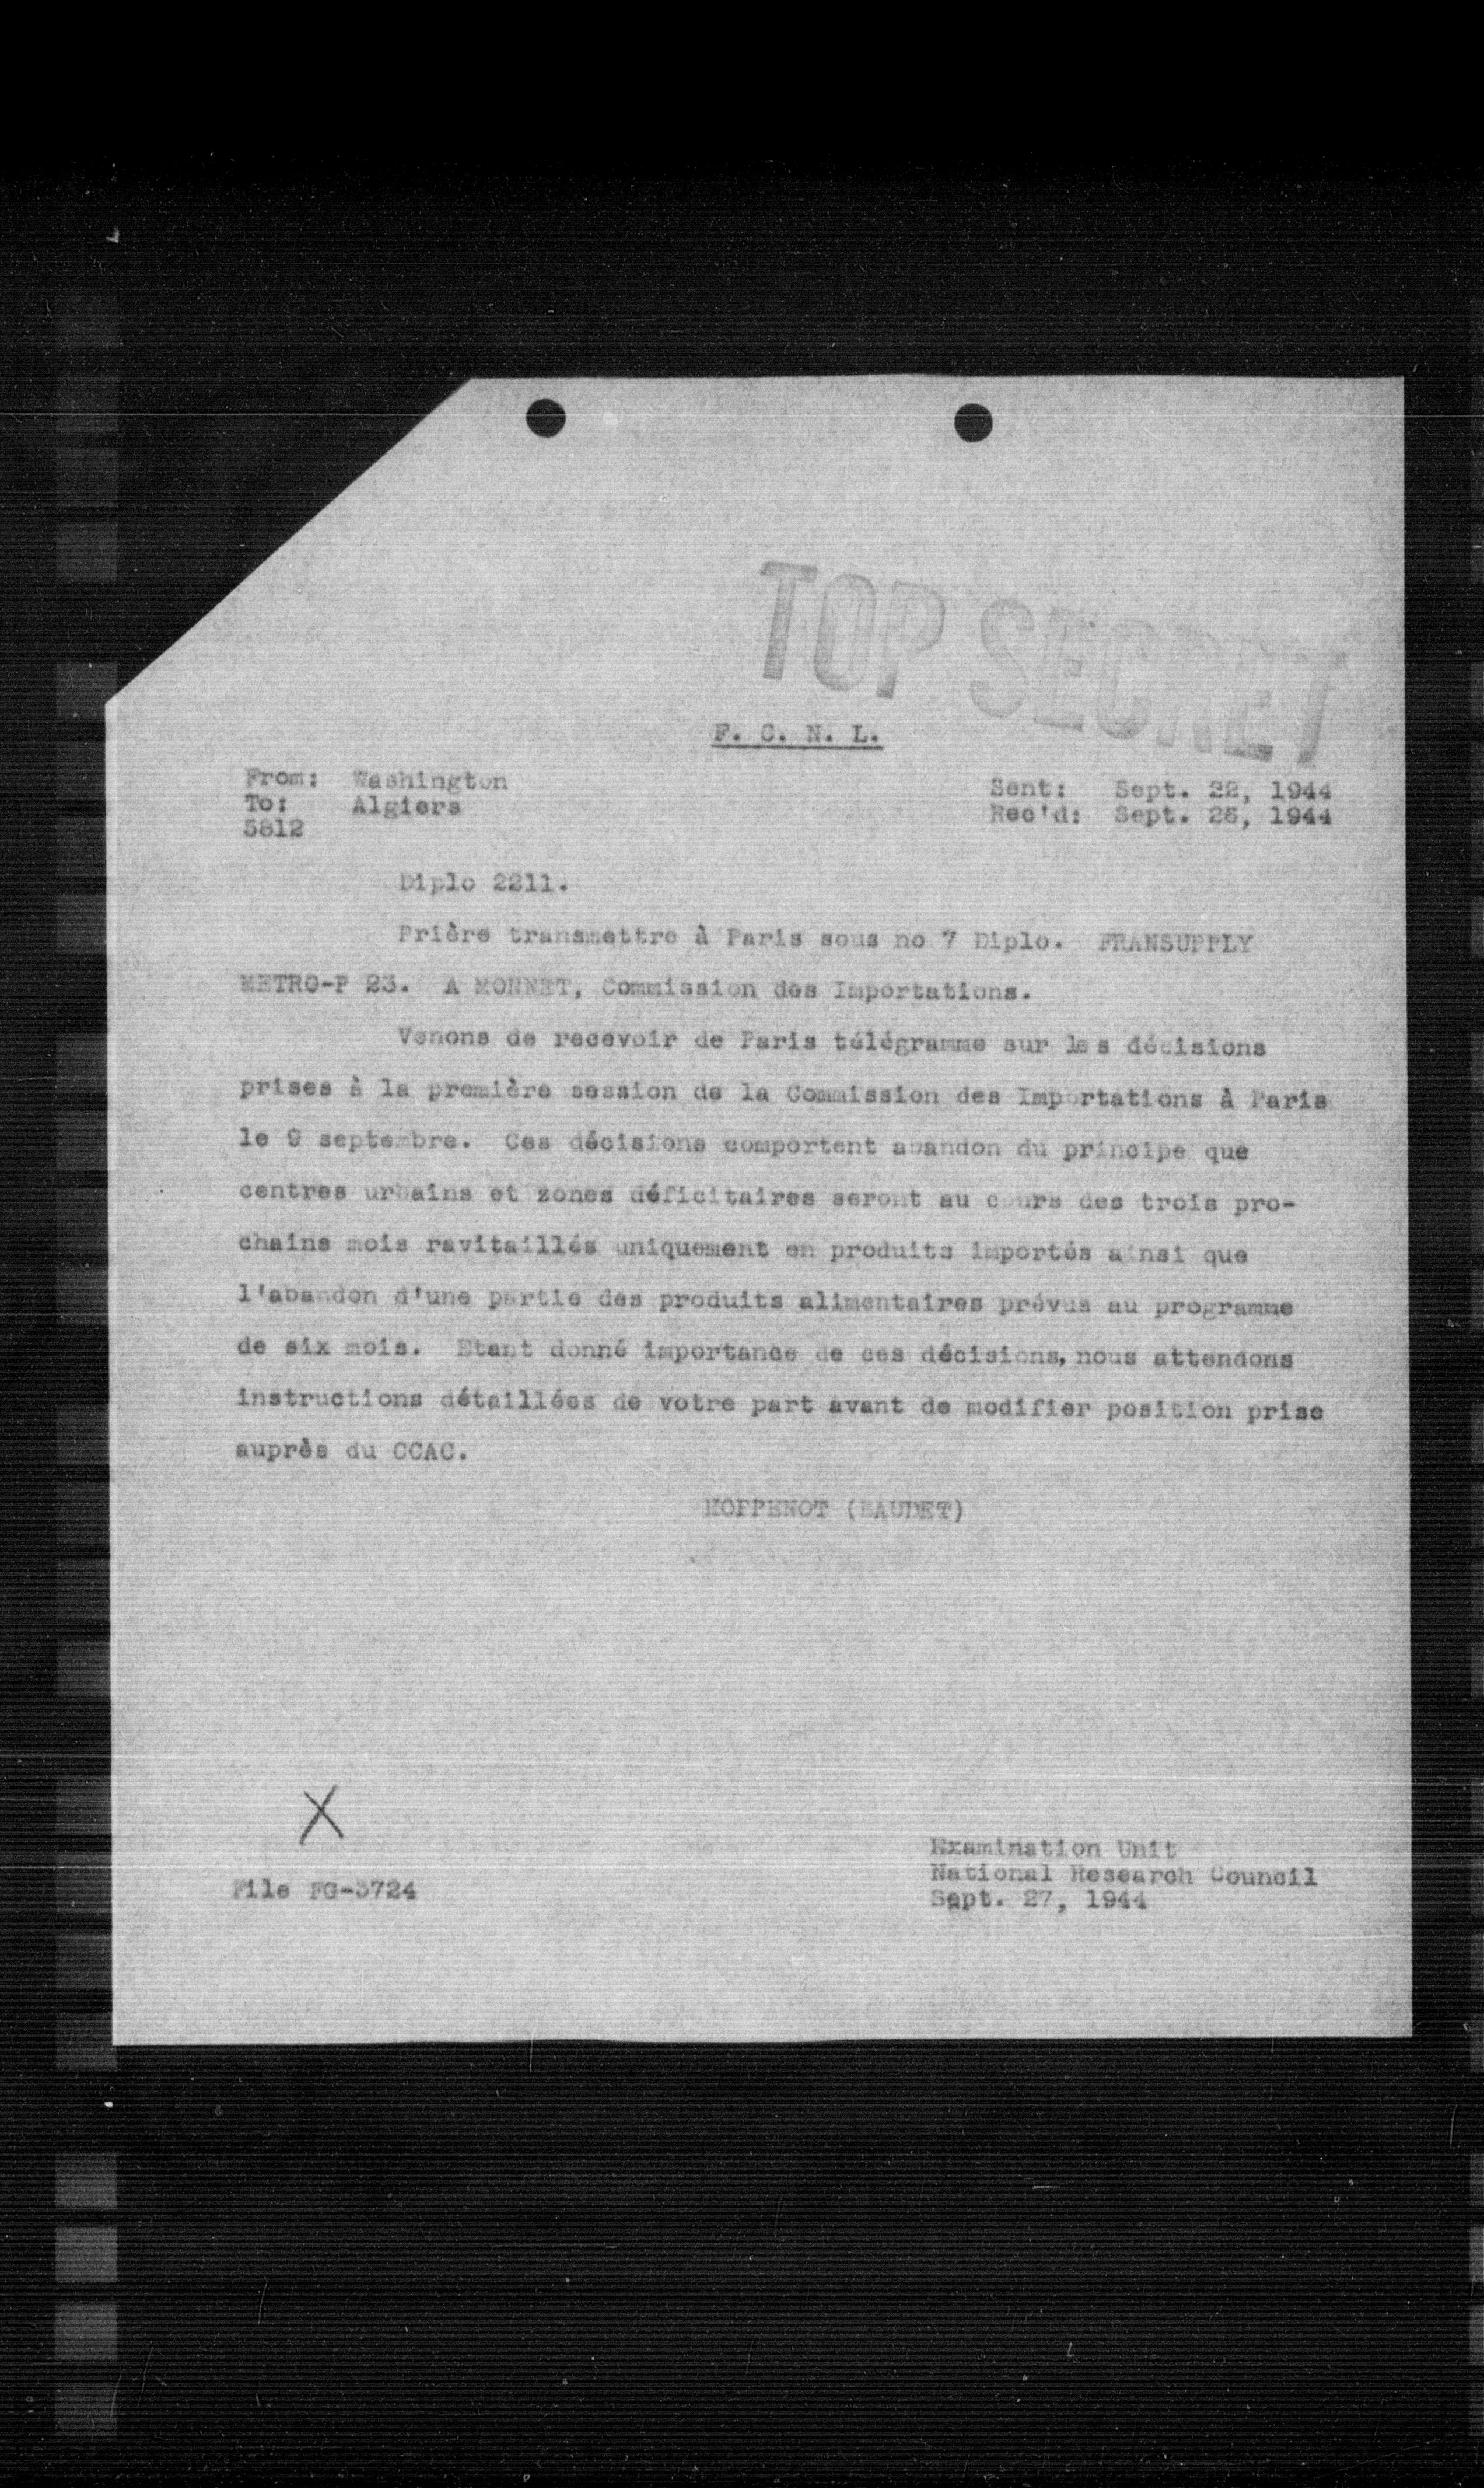 TOP SECRET
F. C. N. L.
From: Washington
To: Algiers
5812
Sent: Sept. 22, 1944
Rec'd: Sept. 26, 1944
Diplo 2211.
Prière transmettre à Paris sous no 7 Diplo. FRANSUPPLY
METRO-P 23. A MONNET, Commission des Importations.
Venons de recevoir de Paris télégramme sur les décisions
prises à la première session de la Commission des Importations à Paris
le 9 septembre. Ces décisions comportent abandon du principe que
centres urbains et zones déficitaires seront au cours des trois pro-
chains mois ravitaillés uniquement en produits importés ainsi que
l'abandon d'une partie des produits alimentaires prévus au programme
de six mois. Etant donné importance de ces décisions, nous attendons
instructions détaillées de votre part avant de modifier position prise
auprès du CCAC.
HOPPENOT (BAUDET)
X
File FG-3724
Examination Unit
National Research Council
Sept. 27, 1944